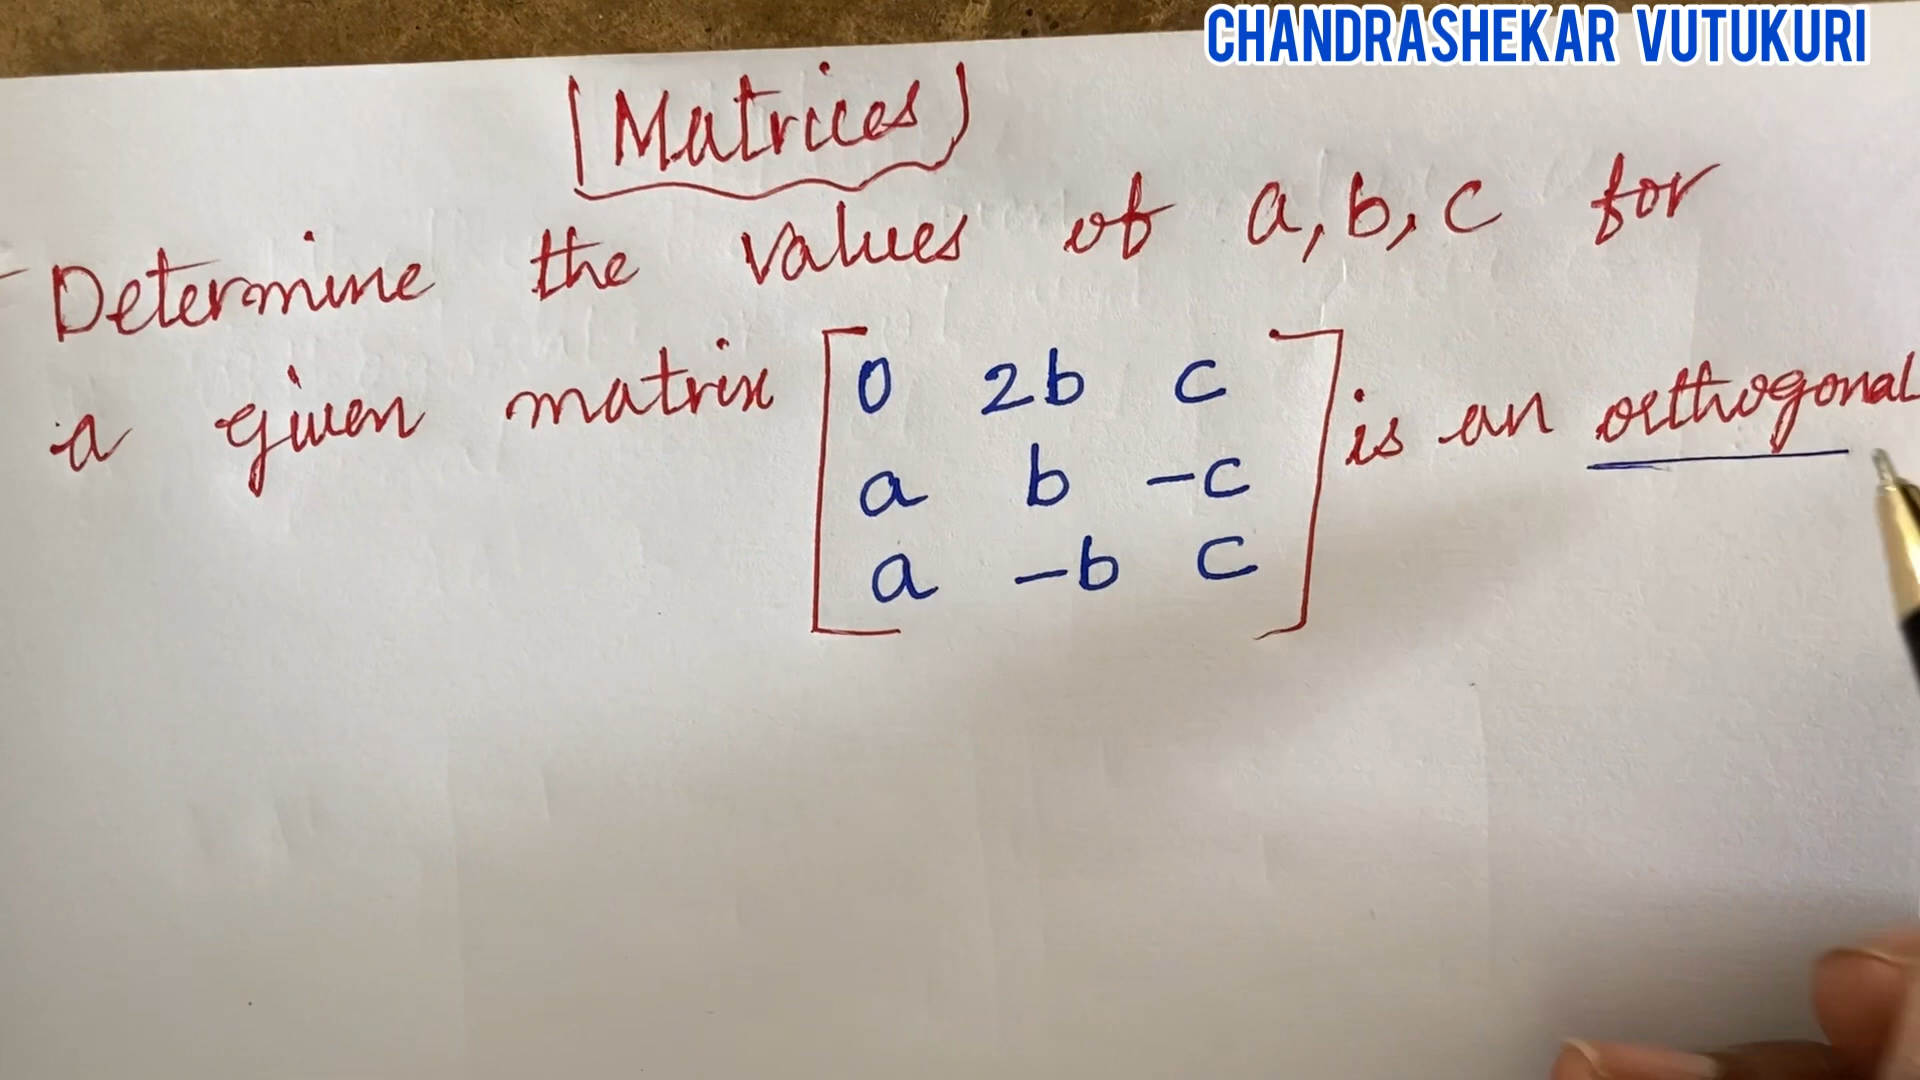 CHANDRASHEKAR VUTUKURI
(Matrices)
Determine the values of a, b, c for
a given matrix [0 2b c
a b -c
a -b c] is an orthogonal